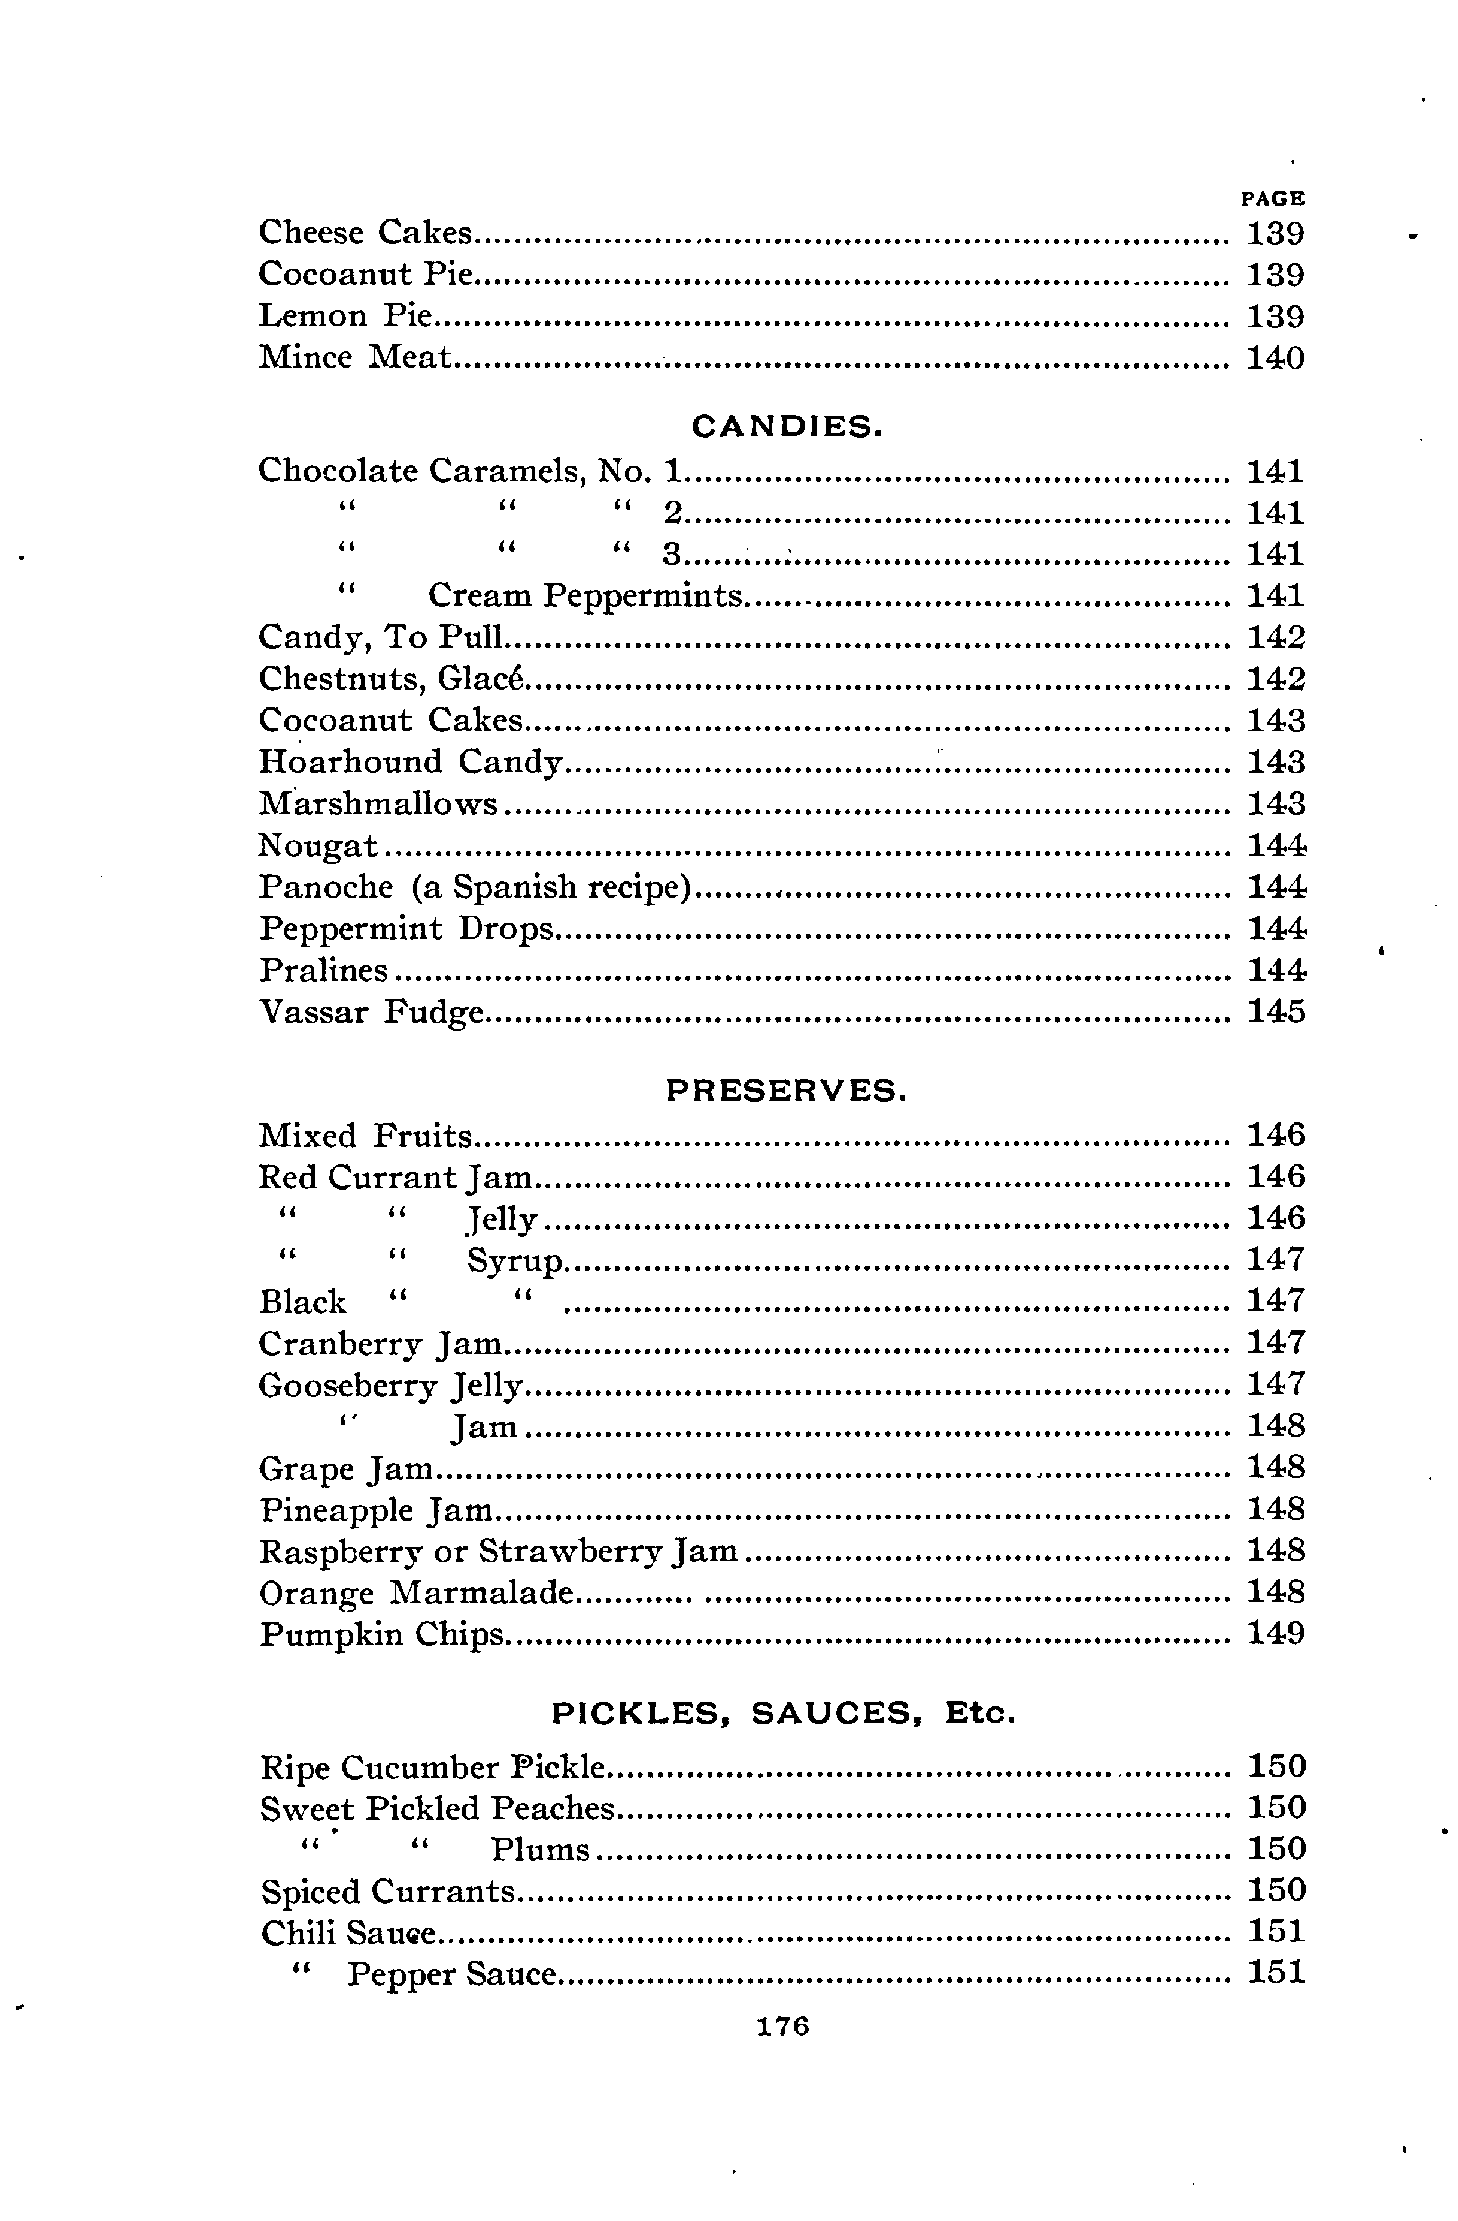 PAGE
Cheese Cakes........ 139
Cocoanut Pie........ 139
Lemon Pie........ 139
Mince Meat........ 140
CANDIES.
Chocolate Caramels, No. 1........ 141
“ “ “ 2........ 141
“ “ “ 3........ 141
“ Cream Peppermints........ 141
Candy, To Pull........ 142
Chestnuts, Glacé........ 142
Cocoanut Cakes........ 143
Hoarhound Candy........ 143
Marshmallows........ 143
Nougat........ 144
Panoche (a Spanish recipe)........ 144
Peppermint Drops........ 144
Pralines........ 144
Vassar Fudge........ 145
PRESERVES.
Mixed Fruits........ 146
Red Currant Jam........ 146
“ “ Jelly........ 146
“ “ Syrup........ 147
Black “ “ ........ 147
Cranberry Jam........ 147
Gooseberry Jelly........ 147
“ Jam........ 148
Grape Jam........ 148
Pineapple Jam........ 148
Raspberry or Strawberry Jam........ 148
Orange Marmalade........ 148
Pumpkin Chips........ 149
PICKLES, SAUCES, Etc.
Ripe Cucumber Pickle........ 150
Sweet Pickled Peaches........ 150
“ “ Plums........ 150
Spiced Currants........ 150
Chili Sauce........ 151
“ Pepper Sauce........ 151
176